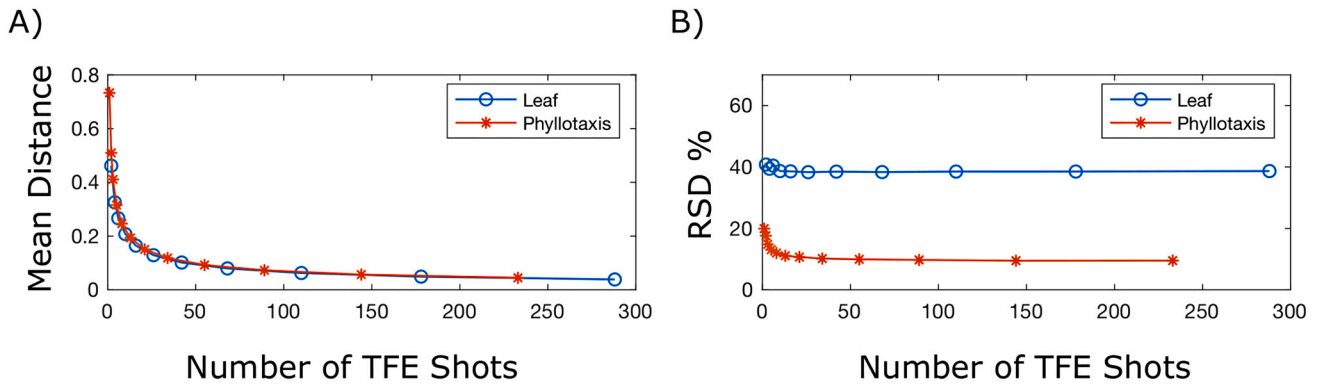 A)
Mean Distance
0.8
0.6
0.4
0.2
0
0 50 100 150 200 250 300
Leaf
Phyllotaxis
Number of TFE Shots
B)
RSD %
60
40
20
0
0 50 100 150 200 250 300
Leaf
Phyllotaxis
Number of TFE Shots